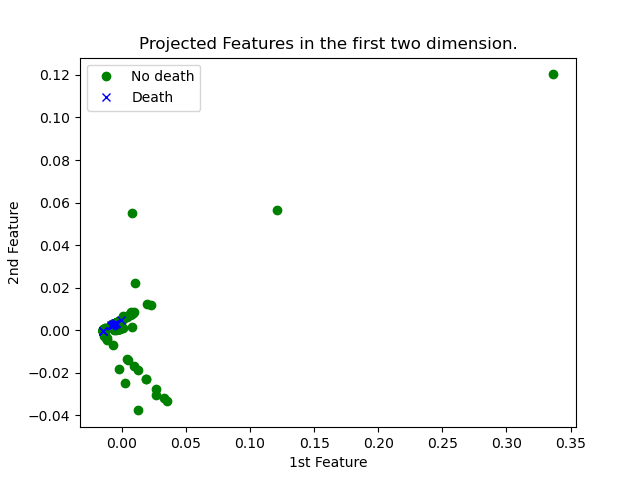 Projected Features in the first two dimension.
No death
Death
0.12
0.10
0.08
0.06
0.04
0.02
0.00
−0.02
−0.04
2nd Feature
0.00 0.05 0.10 0.15 0.20 0.25 0.30 0.35
1st Feature